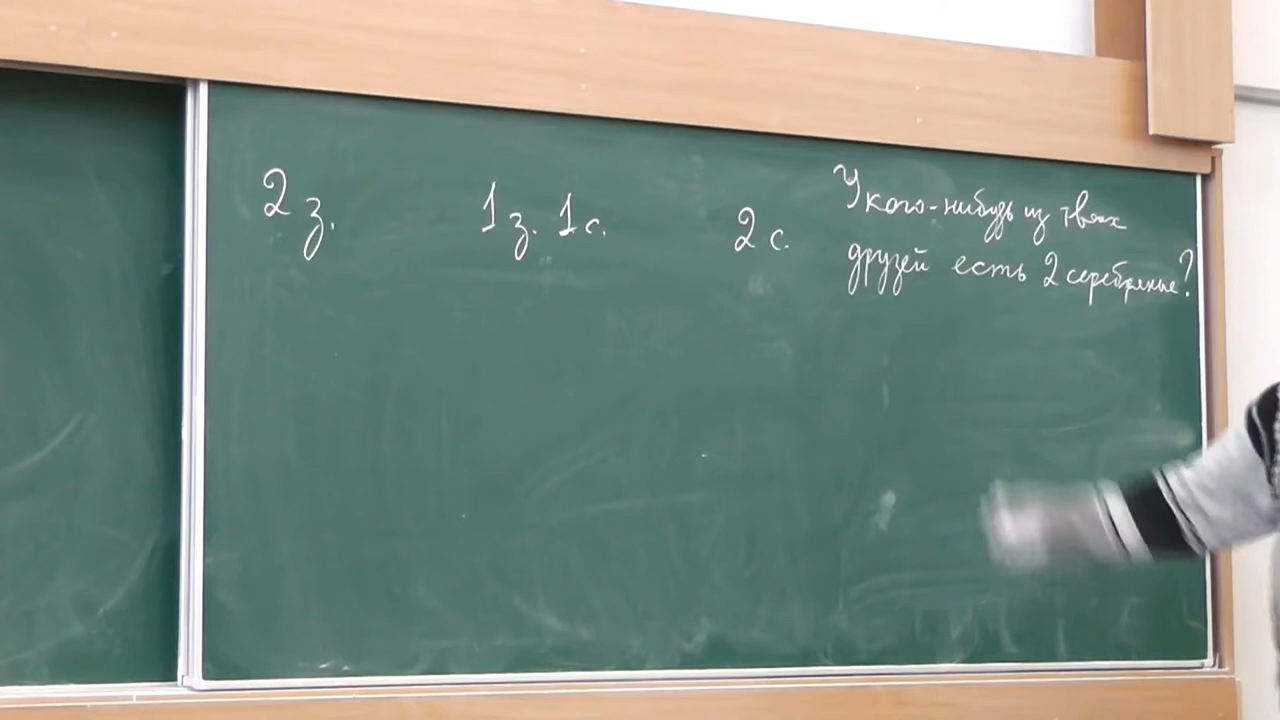 2 з.
1 з. 1 с.
2 с.
У кого-нибудь из твоих
друзей есть 2 серебряные?